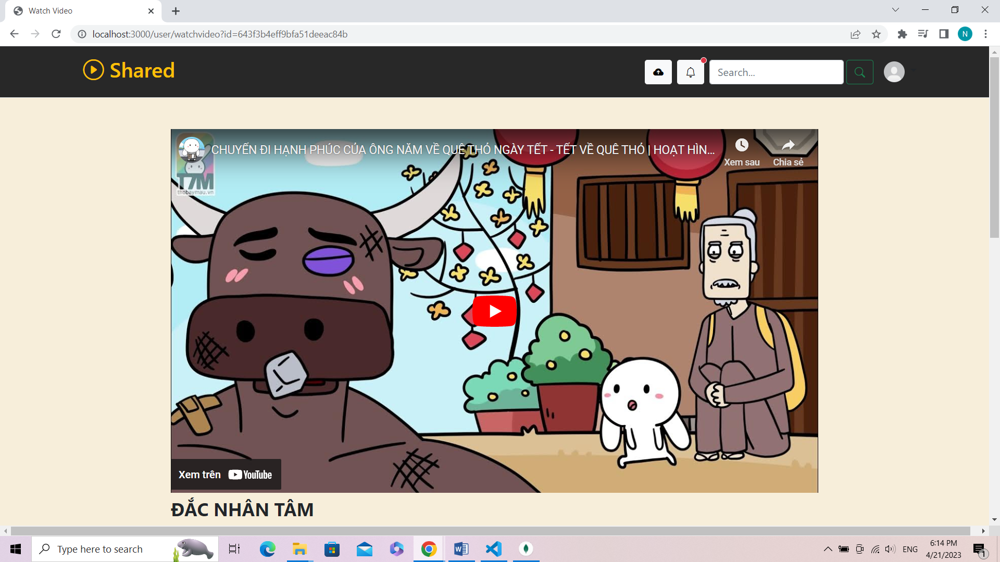 Watch Video
localhost:3000/user/watchvideo?id=643f3b4eff9bfa51deeac84b
N
Shared
Search...
CHUYẾN ĐI HẠNH PHÚC CỦA ÔNG NĂM VỀ QUÊ THỎ NGÀY TẾT - TẾT VỀ QUÊ THỎ | HOẠT HÌN...
Xem sau
Chia sẻ
T7M
thobaymau.vn
Xem trên YouTube
ĐẮC NHÂN TÂM
Type here to search
ENG
6:14 PM
4/21/2023
1